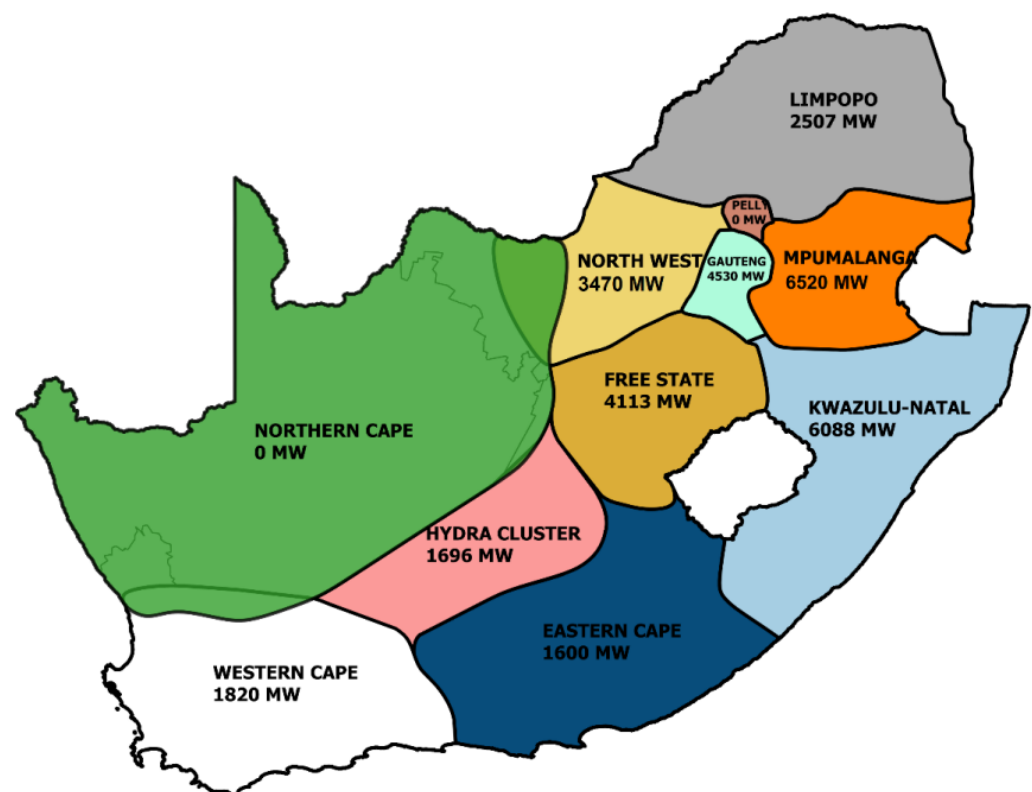 LIMPOPO
2507 MW
PELLY
0 MW
NORTH WEST
3470 MW
GAUTENG
4530 MW
MPUMALANGA
6520 MW
FREE STATE
4113 MW
KWAZULU-NATAL
6088 MW
NORTHERN CAPE
0 MW
HYDRA CLUSTER
1696 MW
EASTERN CAPE
1600 MW
WESTERN CAPE
1820 MW